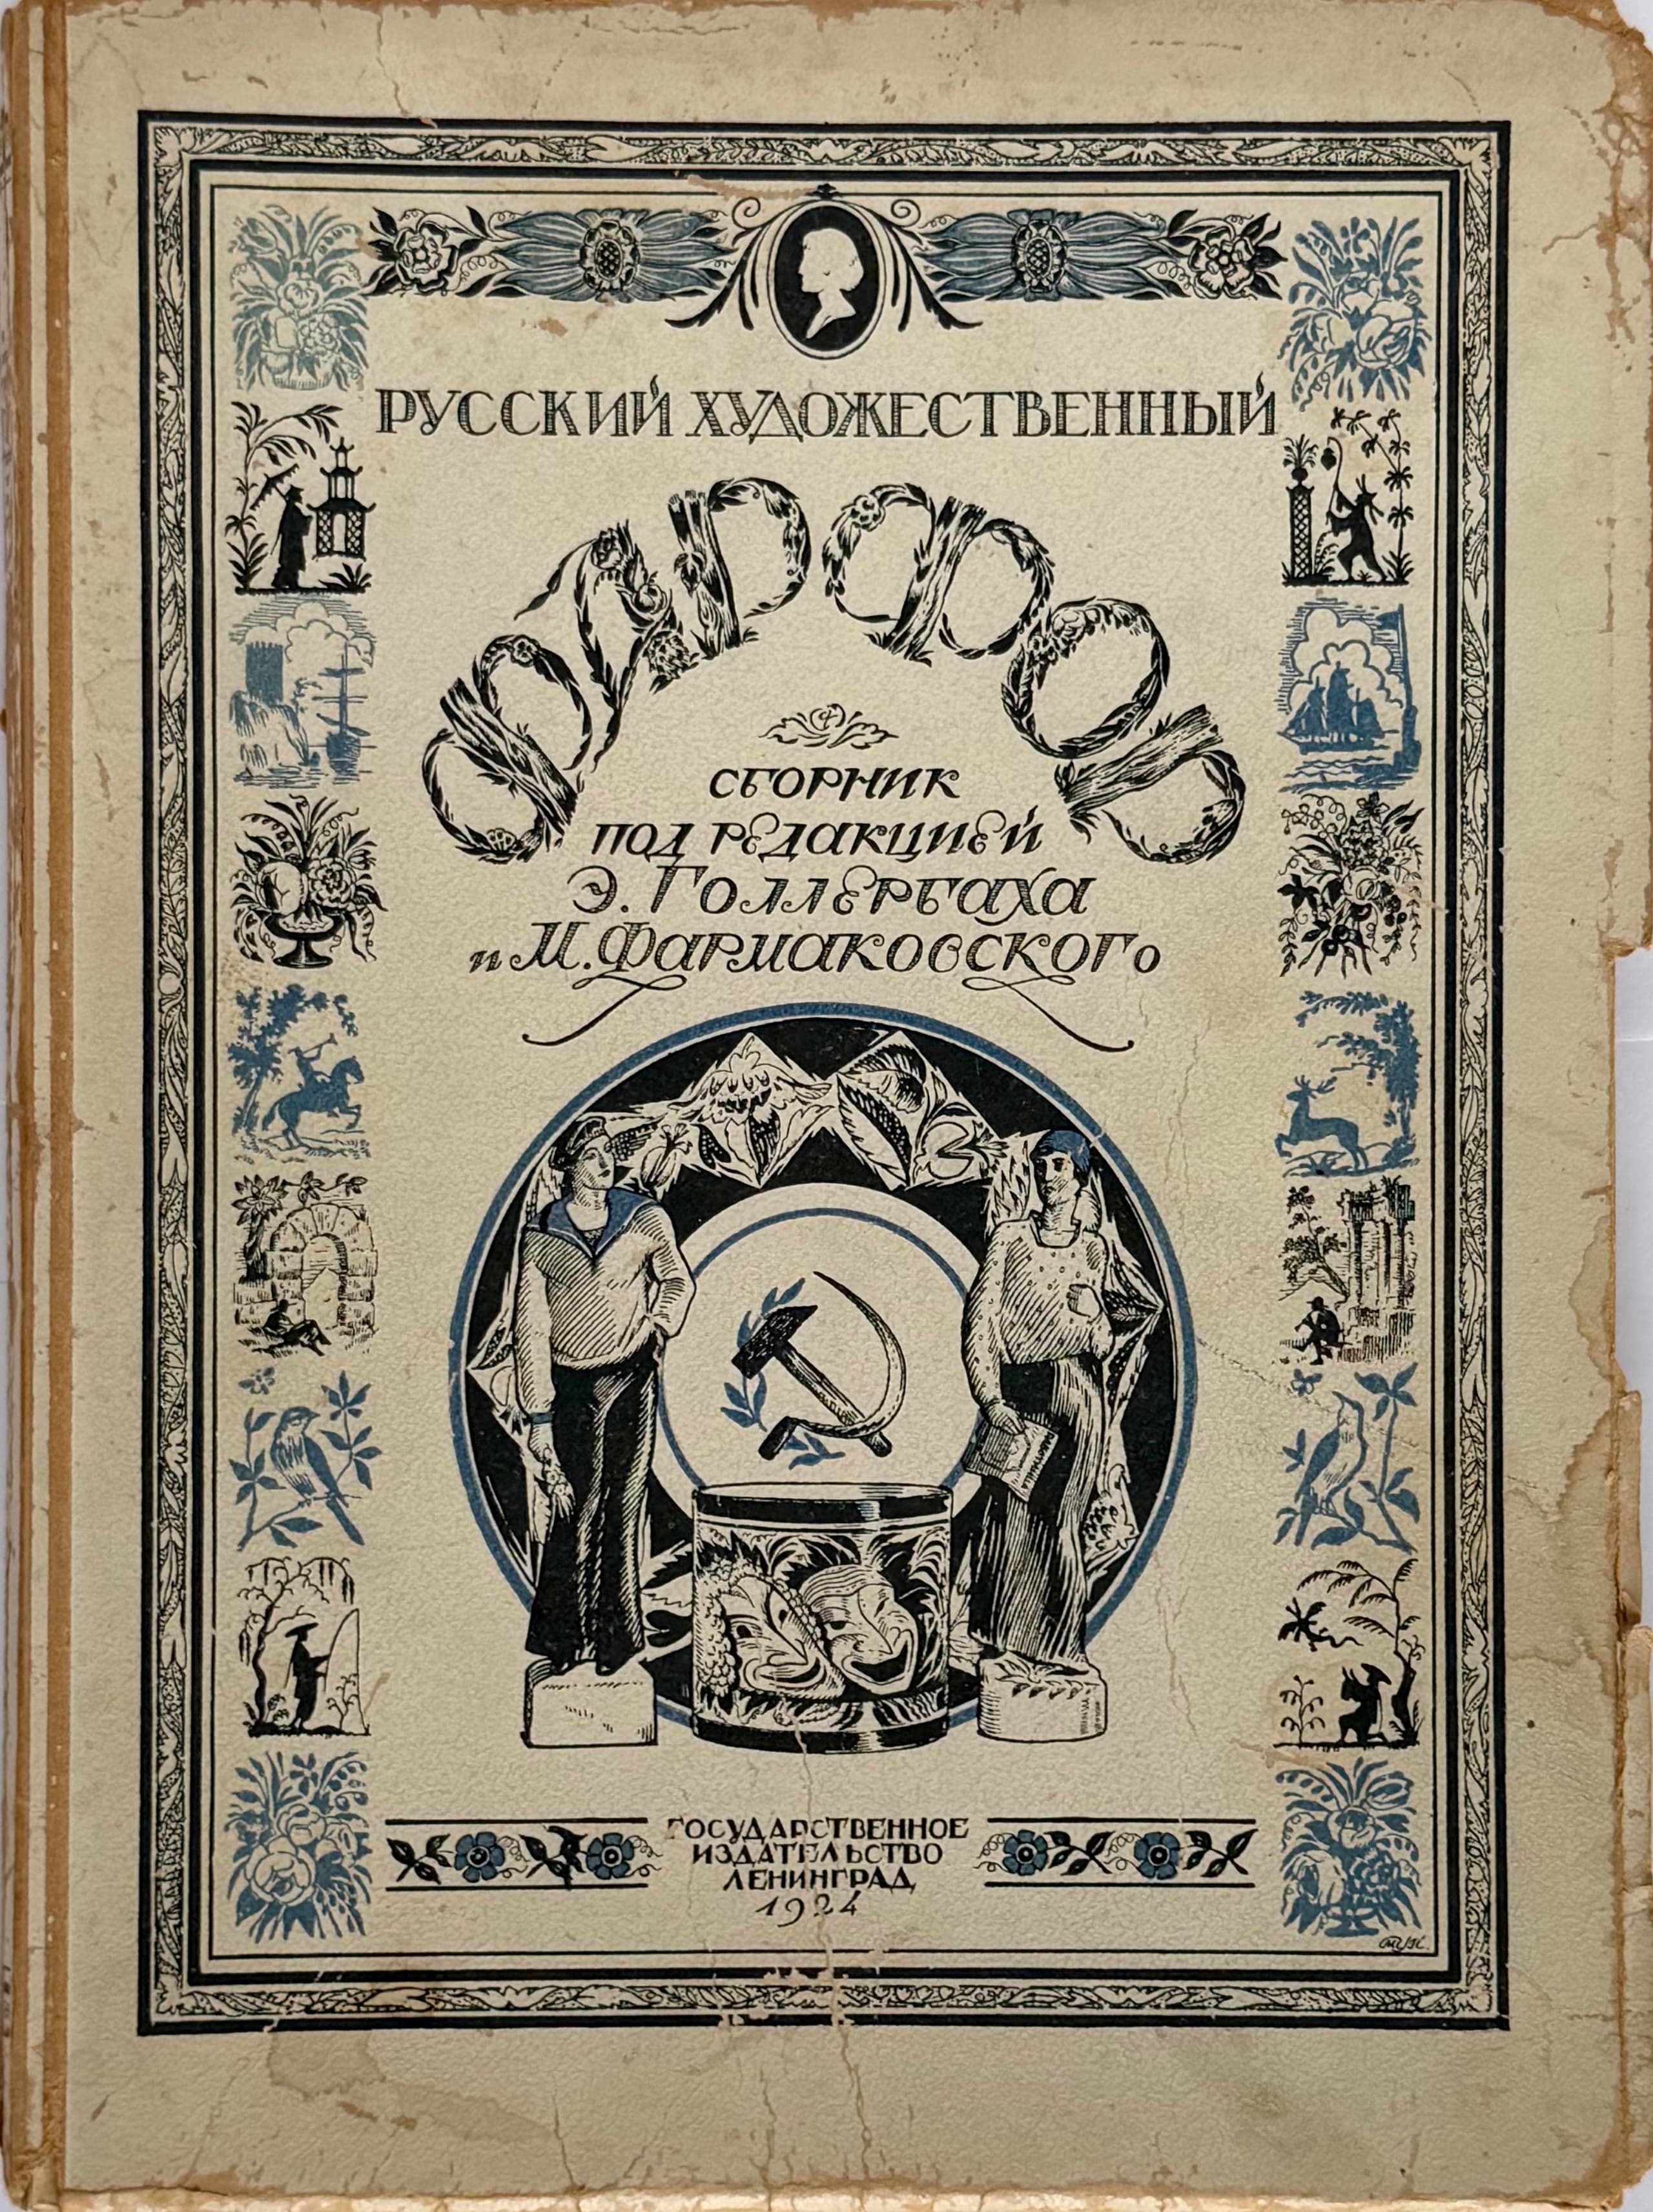 РУССКИЙ ХУДОЖЕСТВЕННЫЙ
ФАРФОР
СБОРНИК
ПОД РЕДАКЦИЕЙ
Э. ГОЛЛЕРБАХА
и М. ФАРМАКОВСКОГО
ГОСУДАРСТВЕННОЕ
ИЗДАТЕЛЬСТВО
ЛЕНИНГРАД
1924